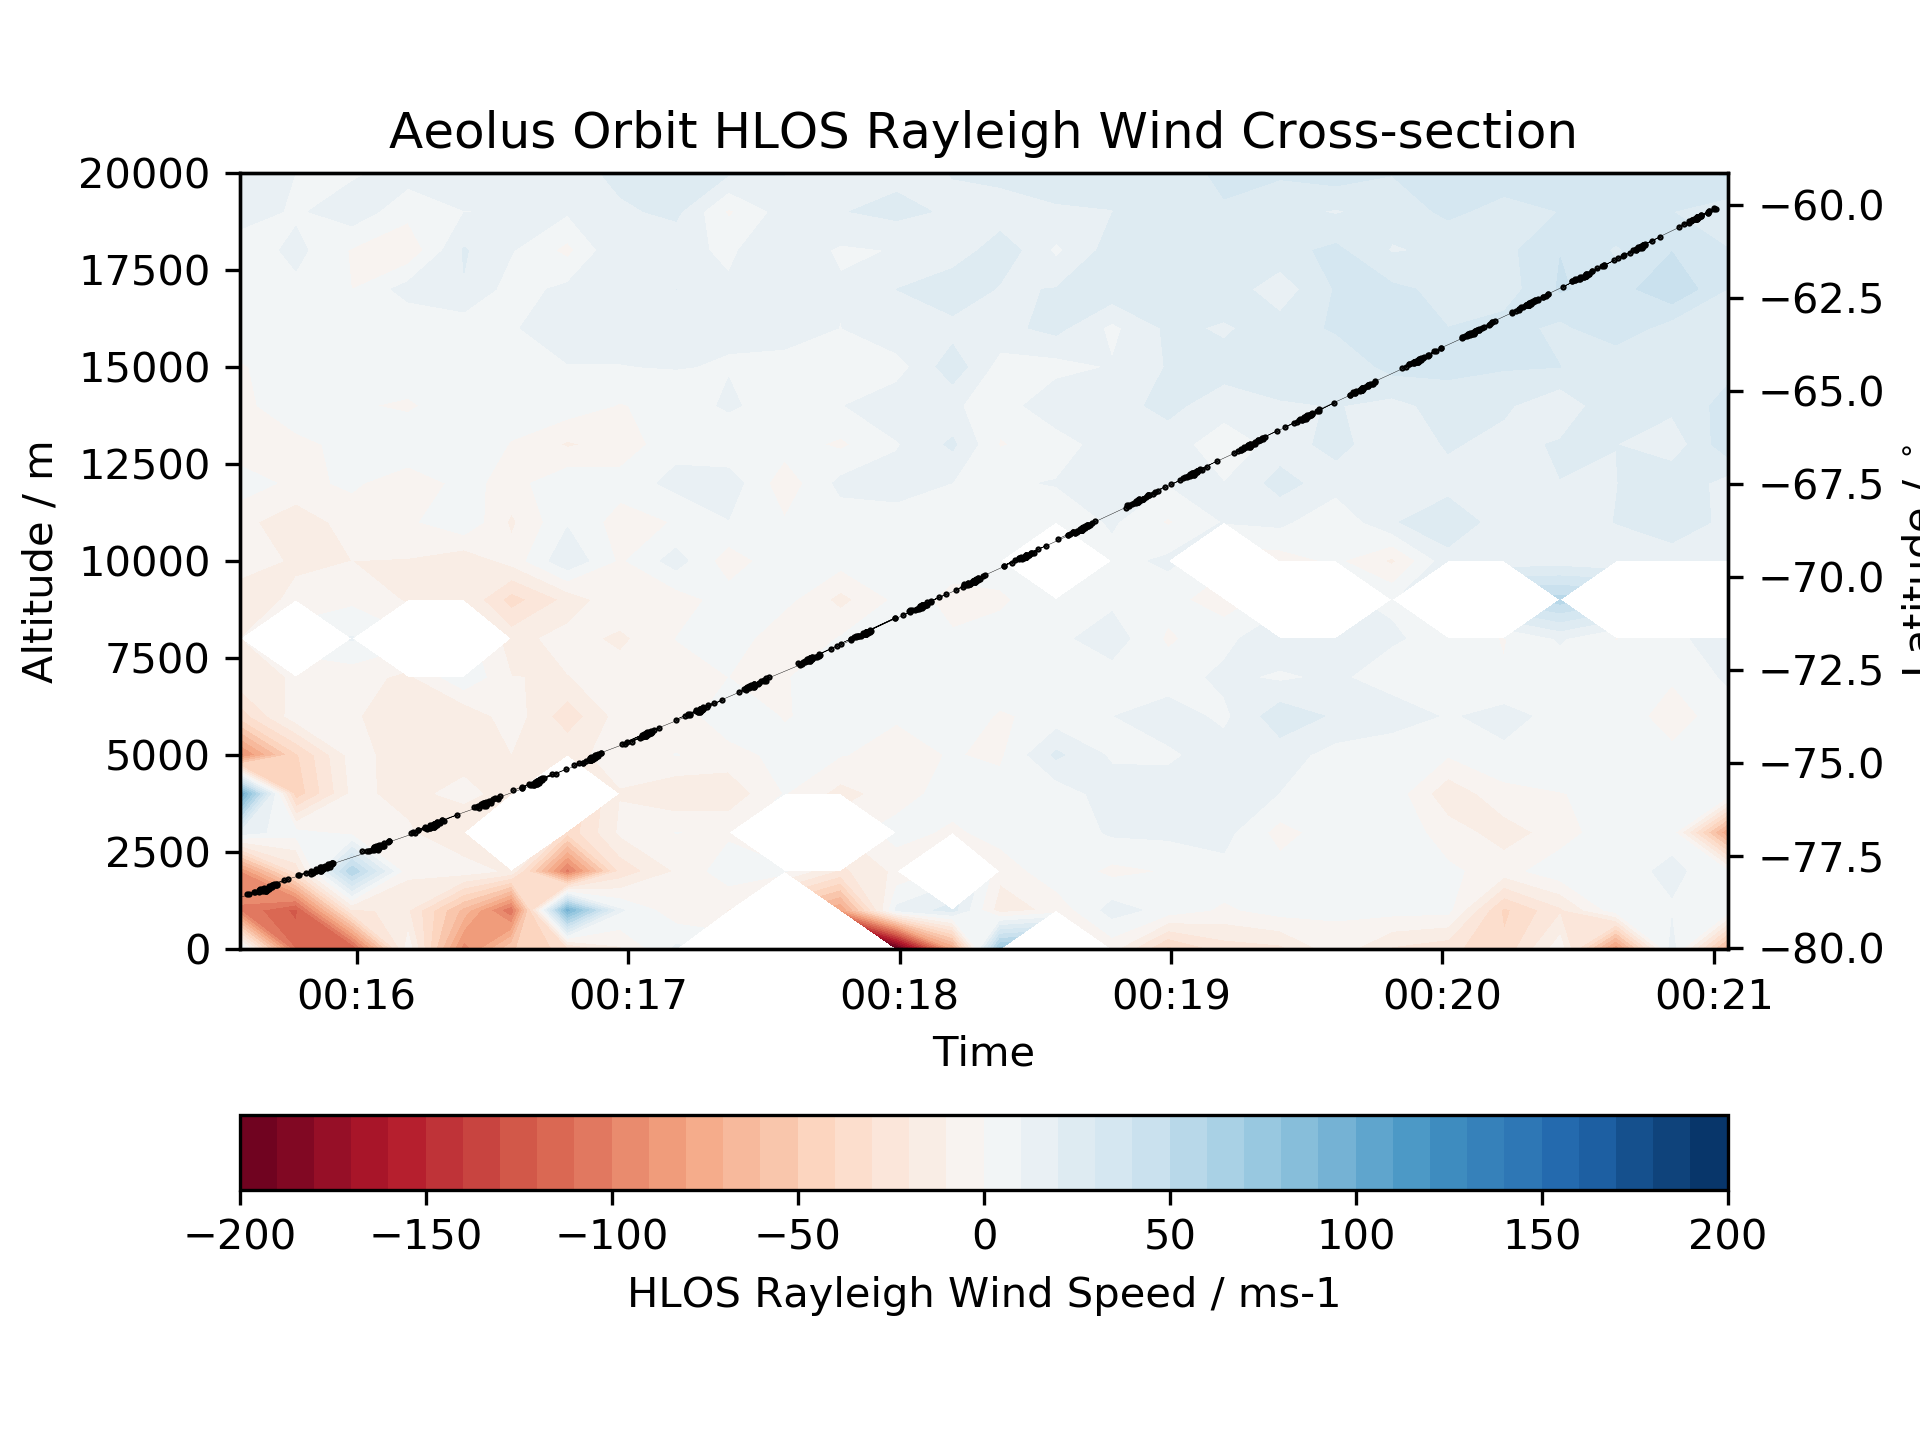 Aeolus Orbit HLOS Rayleigh Wind Cross-section
Altitude / m
20000
17500
15000
12500
10000
7500
5000
2500
0
−60.0
−62.5
−65.0
−67.5
−70.0
−72.5
−75.0
−77.5
−80.0
Latitude / °
00:16 00:17 00:18 00:19 00:20 00:21
Time
−200 −150 −100 −50 0 50 100 150 200
HLOS Rayleigh Wind Speed / ms-1